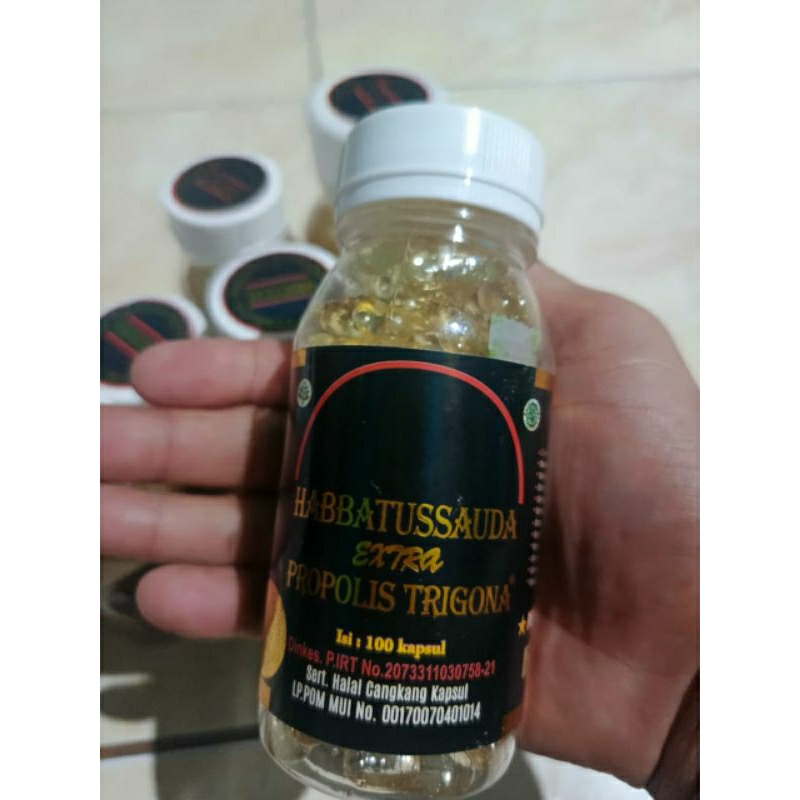 HABBATUSSAUDA
EXTRA
PROPOLIS TRIGONA®
Isi : 100 kapsul
Dinkes. P.IRT No.2073311030758-21
Sert. Halal Cangkang Kapsul
LP.POM MUI No. 00170070401014